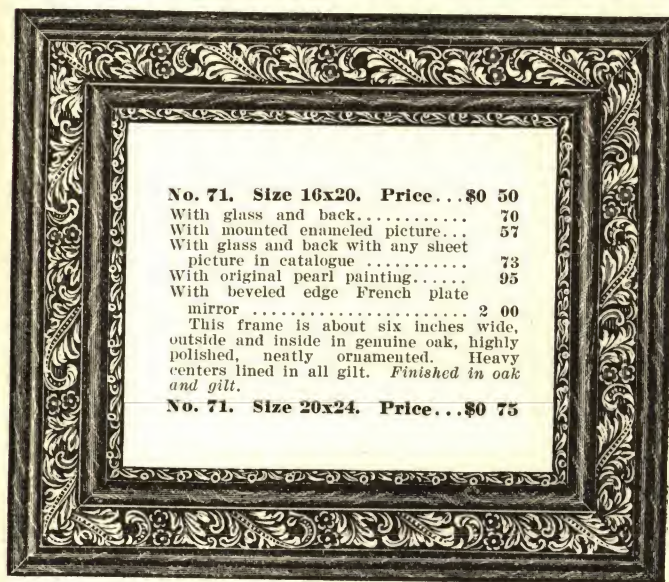 No. 71. Size 16x20. Price...$0 50
With glass and back............ 70
With mounted enameled picture... 57
With glass and back with any sheet
picture in catalogue ........... 73
With original pearl painting...... 95
With beveled edge French plate
mirror ....................... 2 00
This frame is about six inches wide,
outside and inside in genuine oak, highly
polished, neatly ornamented. Heavy
centers lined in all gilt. Finished in oak
and gilt.
No. 71. Size 20x24. Price...$0 75